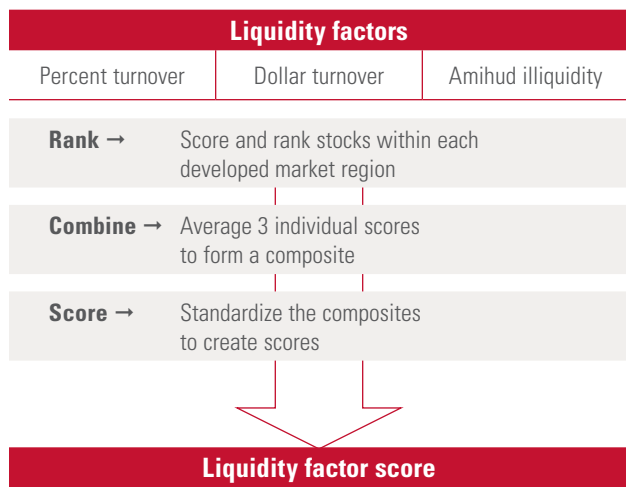 Liquidity factors
Percent turnover Dollar turnover Amihud illiquidity
Rank → Score and rank stocks within each
developed market region
Combine → Average 3 individual scores
to form a composite
Score → Standardize the composites
to create scores
Liquidity factor score